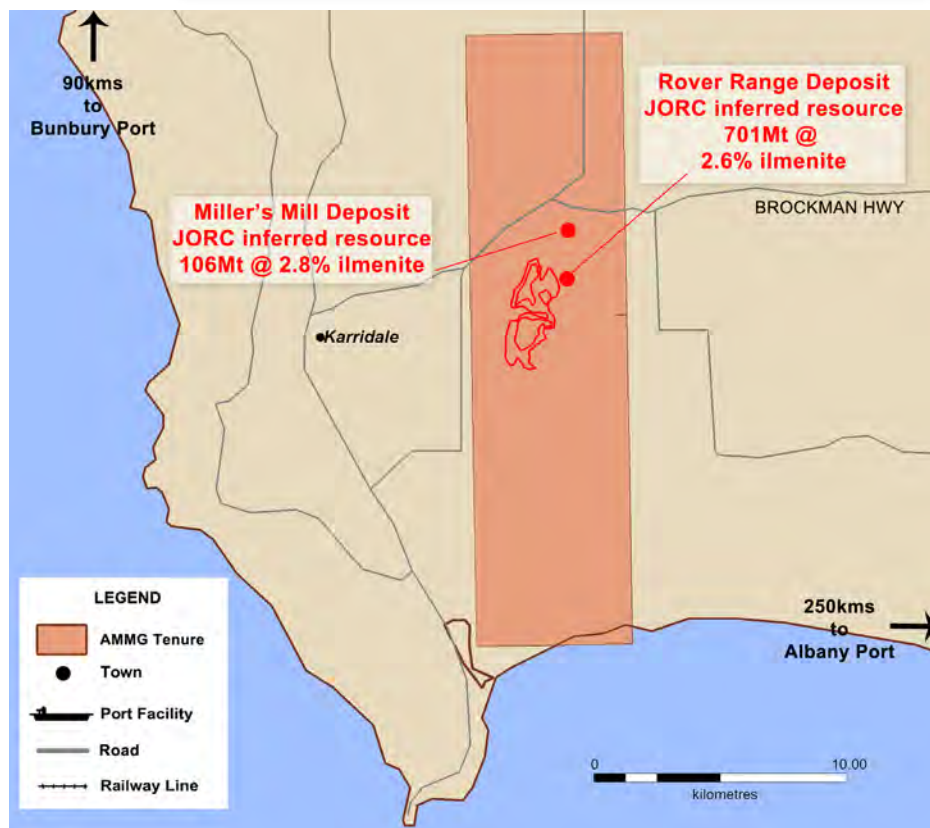 90kms
to
Bunbury Port
Rover Range Deposit
JORC inferred resource
701Mt @
2.6% ilmenite
Miller's Mill Deposit
JORC inferred resource
106Mt @ 2.8% ilmenite
BROCKMAN HWY
Karridale
250kms
to
Albany Port
LEGEND
AMMG Tenure
Town
Port Facility
Road
Railway Line
0 10.00
kilometres